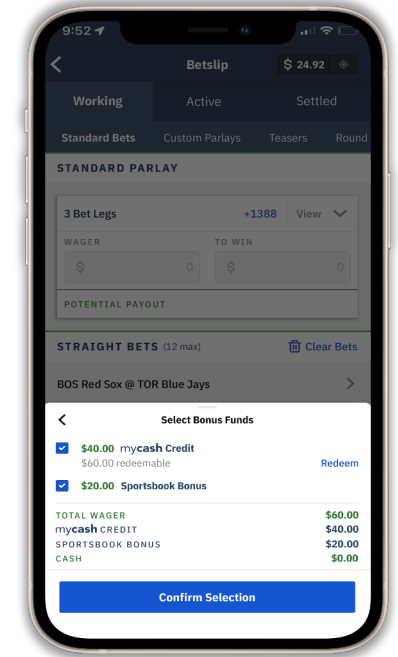 9:52
Betslip
$ 24.92
Working Active Settled
Standard Bets Custom Parlays Teasers Round
STANDARD PARLAY
3 Bet Legs +1388 View
WAGER TO WIN
$ 0 $ 0
POTENTIAL PAYOUT
STRAIGHT BETS (12 max) Clear Bets
BOS Red Sox @ TOR Blue Jays
Select Bonus Funds
$40.00 mycash Credit
$60.00 redeemable Redeem
$20.00 Sportsbook Bonus
TOTAL WAGER $60.00
mycash CREDIT $40.00
SPORTSBOOK BONUS $20.00
CASH $0.00
Confirm Selection